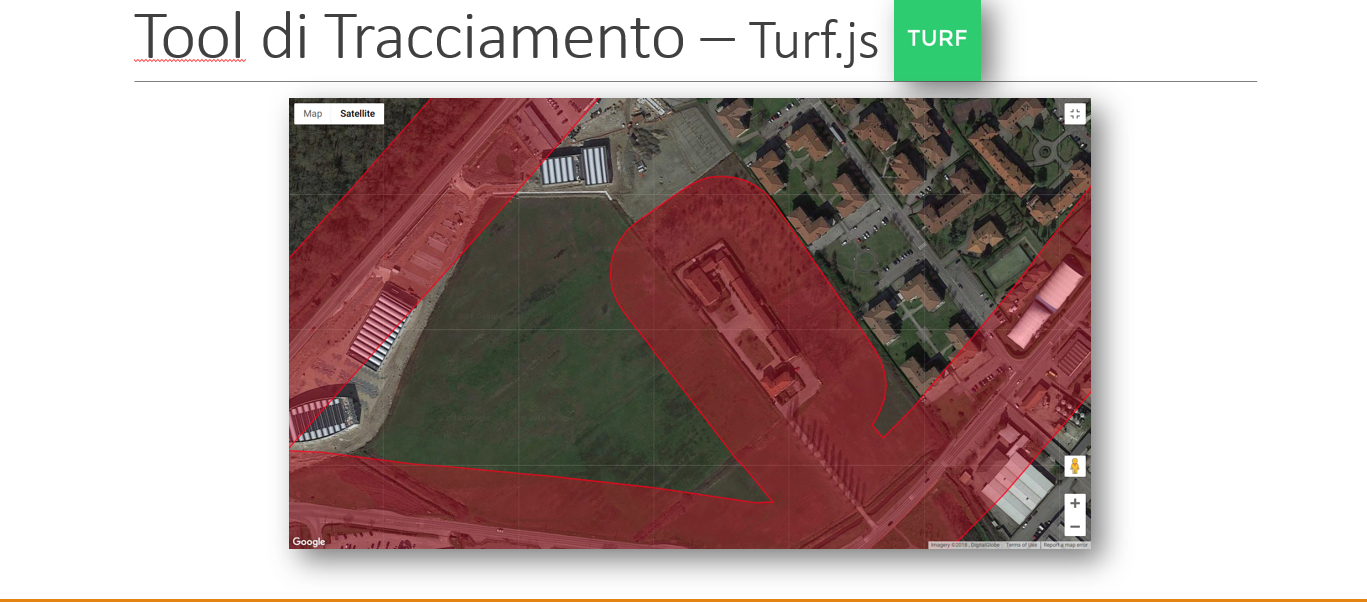 Tool di Tracciamento – Turf.js
TURF
Map Satellite
+
−
Google
Imagery ©2018 , DigitalGlobe Terms of Use Report a map error